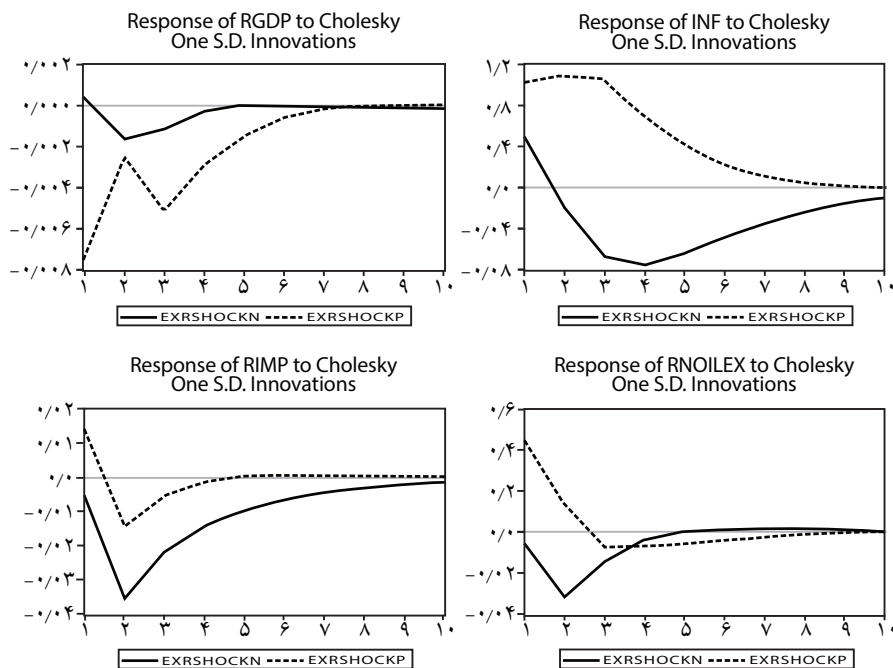 Response of RGDP to Cholesky
One S.D. Innovations
۰/۰۰۲
۰/۰۰۰
−۰/۰۰۲
−۰/۰۰۴
−۰/۰۰۶
−۰/۰۰۸
۱ ۲ ۳ ۴ ۵ ۶ ۷ ۸ ۹ ۱۰
EXRSHOCKN EXRSHOCKP
Response of INF to Cholesky
One S.D. Innovations
۱/۲
۰/۸
۰/۴
۰/۰
−۰/۰۴
−۰/۰۸
۱ ۲ ۳ ۴ ۵ ۶ ۷ ۸ ۹ ۱۰
EXRSHOCKN EXRSHOCKP
Response of RIMP to Cholesky
One S.D. Innovations
۰/۰۲
۰/۰۱
۰/۰
−۰/۰۱
−۰/۰۲
−۰/۰۳
−۰/۰۴
۱ ۲ ۳ ۴ ۵ ۶ ۷ ۸ ۹ ۱۰
EXRSHOCKN EXRSHOCKP
Response of RNOILEX to Cholesky
One S.D. Innovations
۰/۶
۰/۴
۰/۲
۰/۰
−۰/۰۲
−۰/۰۴
۱ ۲ ۳ ۴ ۵ ۶ ۷ ۸ ۹ ۱۰
EXRSHOCKN EXRSHOCKP